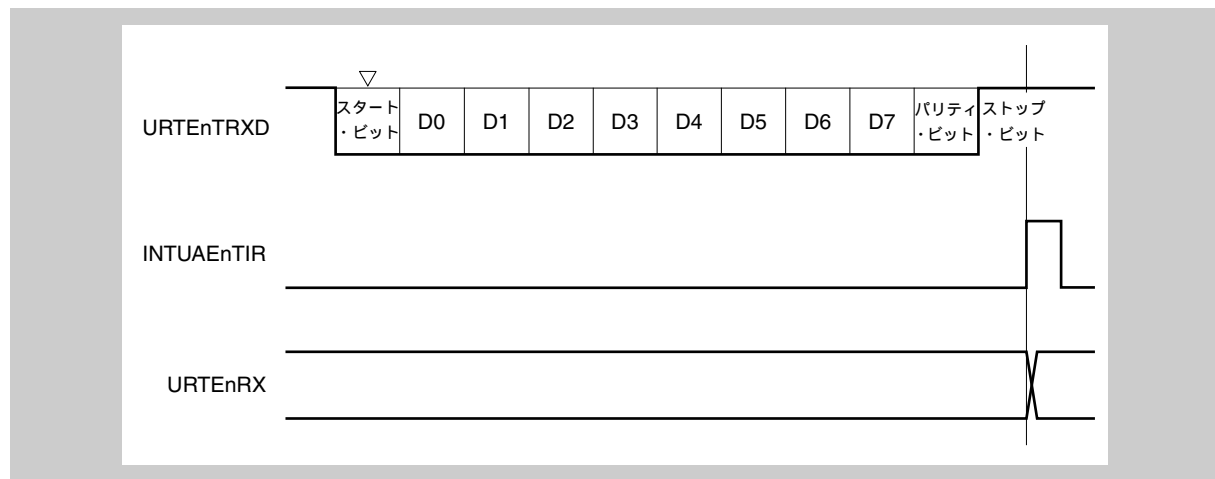 URTEnTRXD
スタート
・ビット
D0
D1
D2
D3
D4
D5
D6
D7
パリティ
・ビット
ストップ
・ビット
INTUAEnTIR
URTEnRX